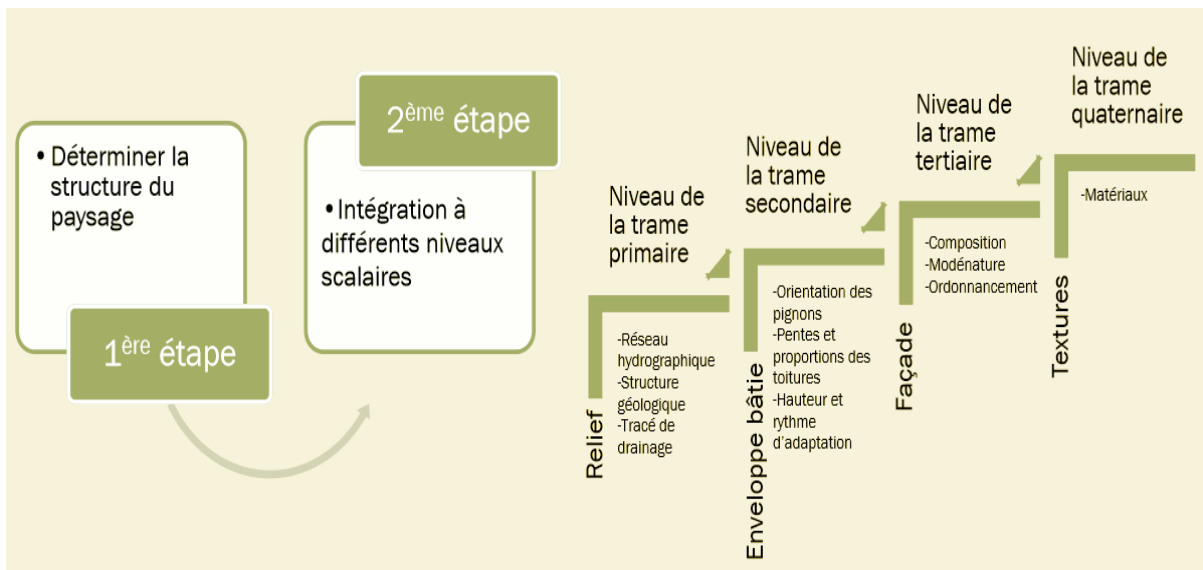 • Déterminer la
structure du
paysage
1ère étape
2ème étape
•Intégration à
différents niveaux
scalaires
Niveau de
la trame
primaire
Relief
-Réseau
hydrographique
-Structure
géologique
-Tracé de
drainage
Niveau de
la trame
secondaire
Enveloppe bâtie
-Orientation des
pignons
-Pentes et
proportions des
toitures
-Hauteur et
rythme
d'adaptation
Niveau de
la trame
tertiaire
Façade
-Composition
-Modénature
-Ordonnancement
Niveau de
la trame
quaternaire
Textures
-Matériaux